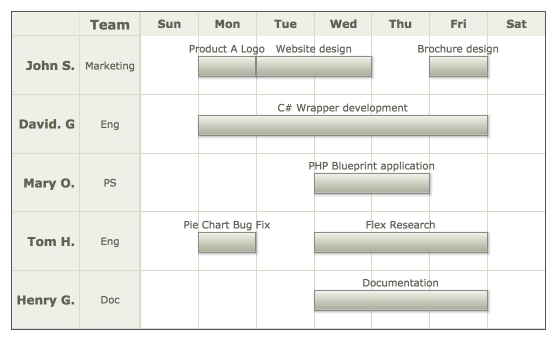 Team Sun Mon Tue Wed Thu Fri Sat
Product A Logo Website design Brochure design
John S. Marketing
C# Wrapper development
David. G Eng
PHP Blueprint application
Mary O. PS
Pie Chart Bug Fix Flex Research
Tom H. Eng
Documentation
Henry G. Doc